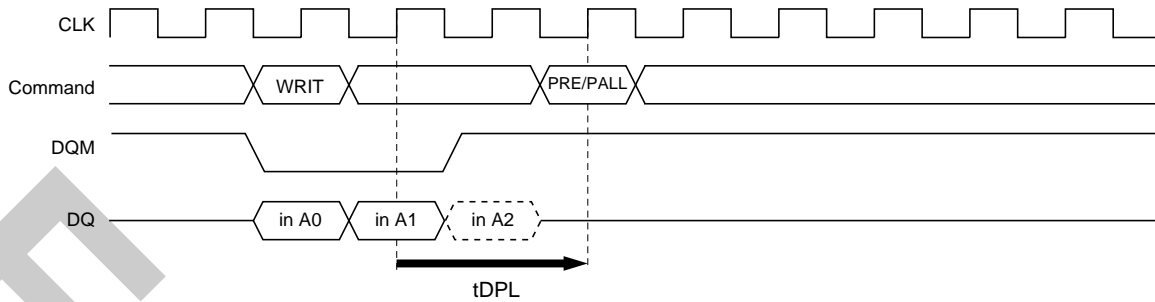 CLK
Command
WRIT
PRE/PALL
DQM
DQ
in A0
in A1
in A2
tDPL